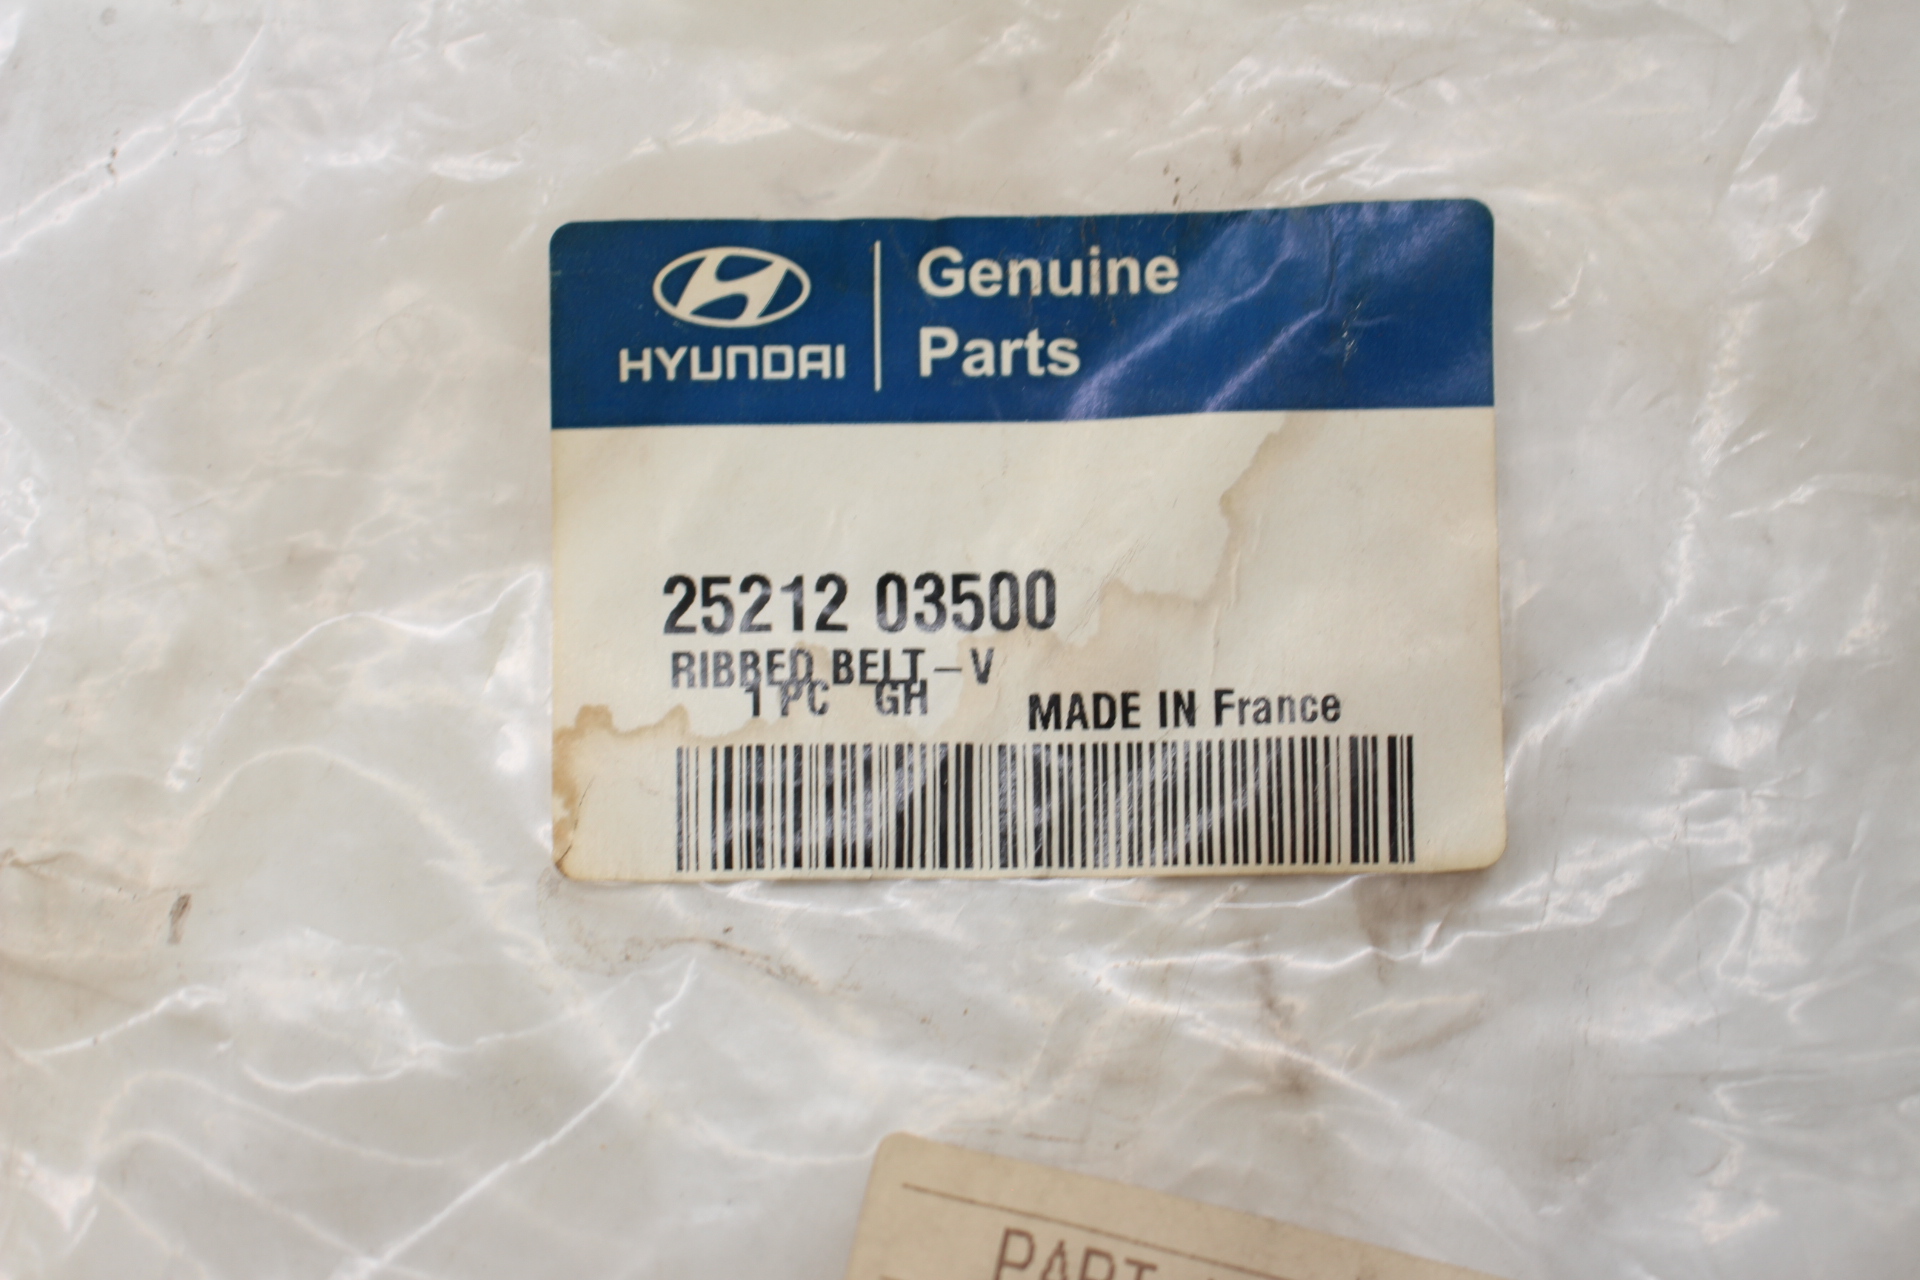 HYUNDAI
Genuine
Parts
25212 03500
RIBBED BELT-V
1 PC GH
MADE IN France
PART